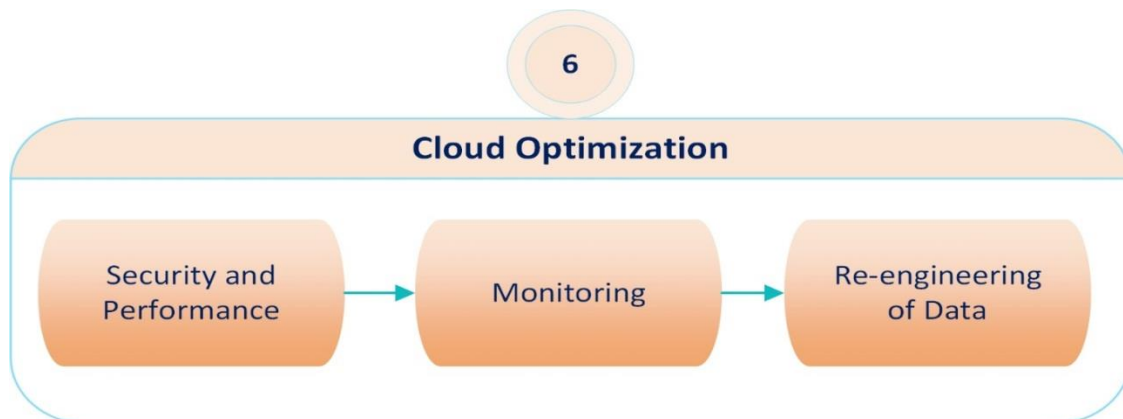 6
Cloud Optimization
Security and
Performance
Monitoring
Re-engineering
of Data